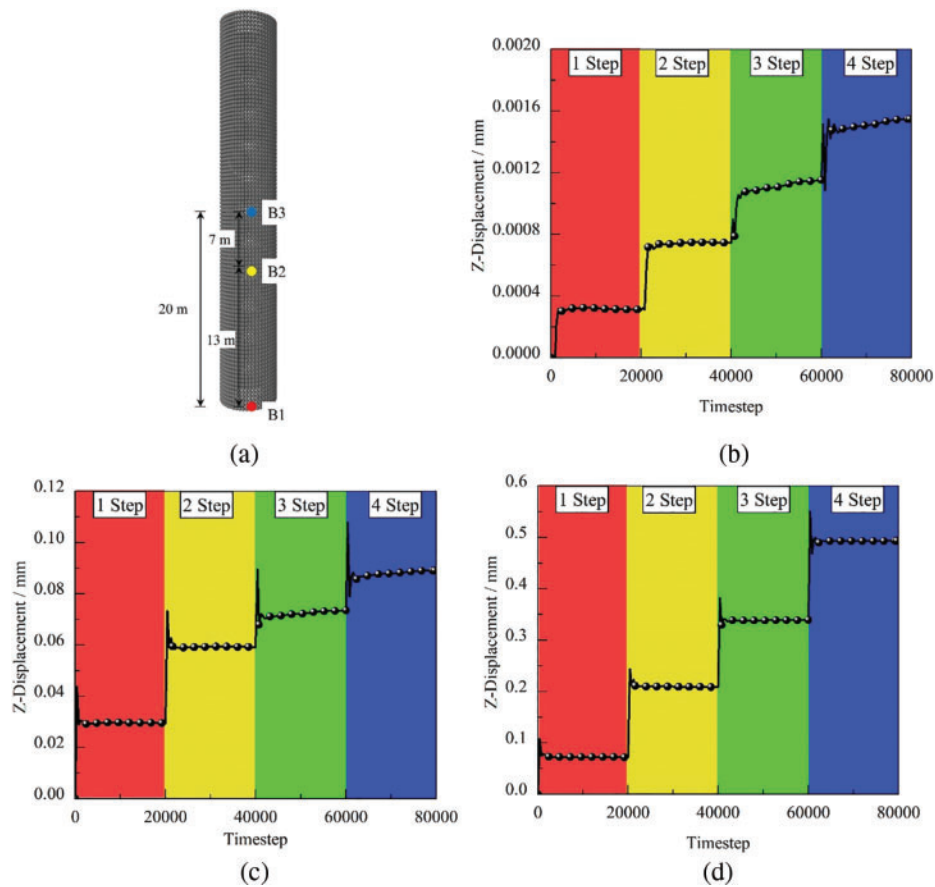 B3
7 m
B2
20 m
13 m
B1
(a)
0.0020
0.0016
0.0012
0.0008
0.0004
0.0000
Z-Displacement / mm
1 Step
2 Step
3 Step
4 Step
0
20000
40000
60000
80000
Timestep
(b)
0.12
0.10
0.08
0.06
0.04
0.02
0.00
Z-Displacement / mm
1 Step
2 Step
3 Step
4 Step
0
20000
40000
60000
80000
Timestep
(c)
0.6
0.5
0.4
0.3
0.2
0.1
0.0
Z-Displacement / mm
1 Step
2 Step
3 Step
4 Step
0
20000
40000
60000
80000
Timestep
(d)